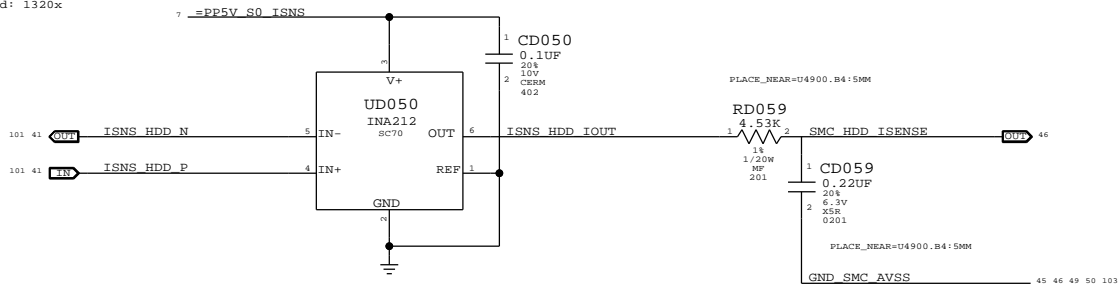 d: 1320x
7 =PP5V_S0_ISNS
1 CD050
0.1UF
20%
10V
2 CERM
402
3
V+
UD050
INA212
SC70
PLACE_NEAR=U4900.B4:5MM
RD059
4.53K
101 41 OUT ISNS_HDD_N 5 IN- OUT 6 ISNS_HDD_IOUT 1 2 SMC_HDD_ISENSE OUT 46
1%
1/20W
MF
201
101 41 IN ISNS_HDD_P 4 IN+ REF 1
1 CD059
0.22UF
20%
6.3V
2 X5R
0201
GND
2
PLACE_NEAR=U4900.B4:5MM
GND_SMC_AVSS 45 46 49 50 103